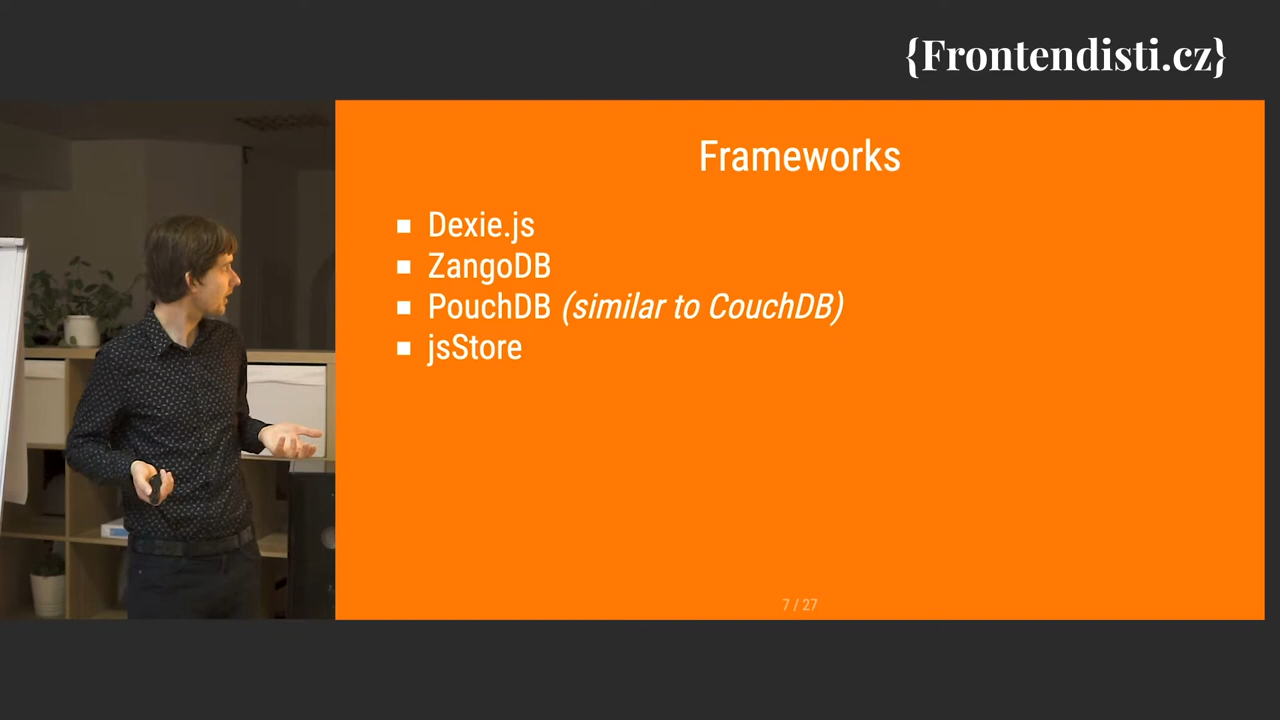 {Frontendisti.cz}
Frameworks
Dexie.js
ZangoDB
PouchDB (similar to CouchDB)
jsStore
7 / 27